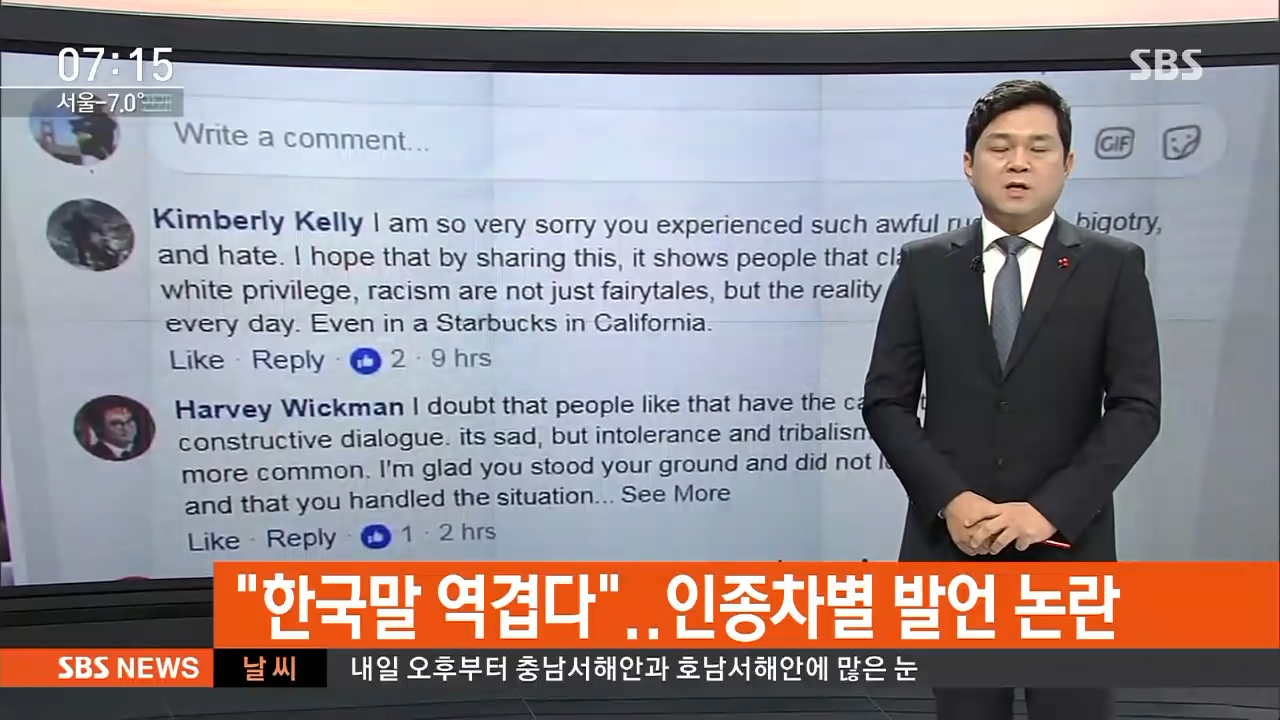 07:15
SBS
서울 -7.0°
Write a comment...
GIF
Kimberly Kelly I am so very sorry you experienced such awful bigotry,
and hate. I hope that by sharing this, it shows people that
white privilege, racism are not just fairytales, but the reality
every day. Even in a Starbucks in California.
Like · Reply · 2 · 9 hrs
Harvey Wickman I doubt that people like that have the
constructive dialogue. its sad, but intolerance and tribalism
more common. I'm glad you stood your ground and did not
and that you handled the situation... See More
Like · Reply · 1 · 2 hrs
"한국말 역겹다"..인종차별 발언 논란
SBS NEWS 날씨 내일 오후부터 충남서해안과 호남서해안에 많은 눈